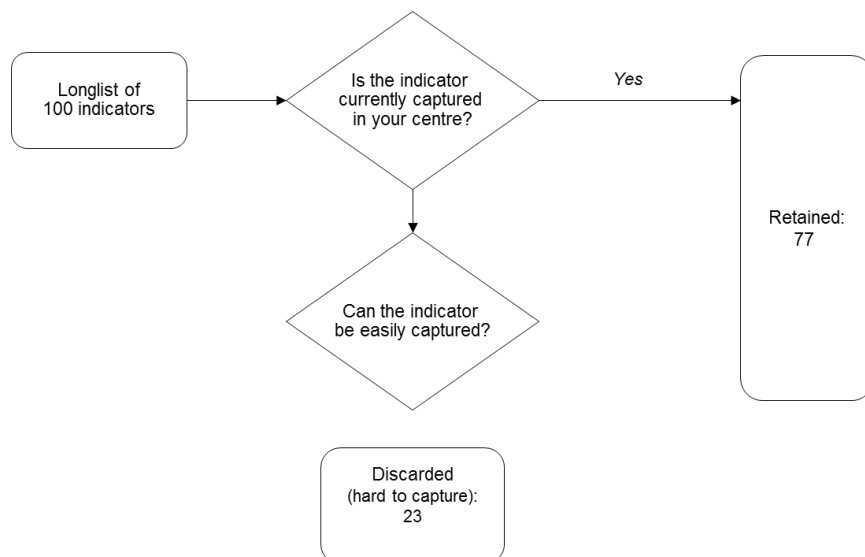 Longlist of
100 indicators
Is the indicator
currently captured
in your centre?
Yes
Retained:
77
Can the indicator
be easily captured?
Discarded
(hard to capture):
23